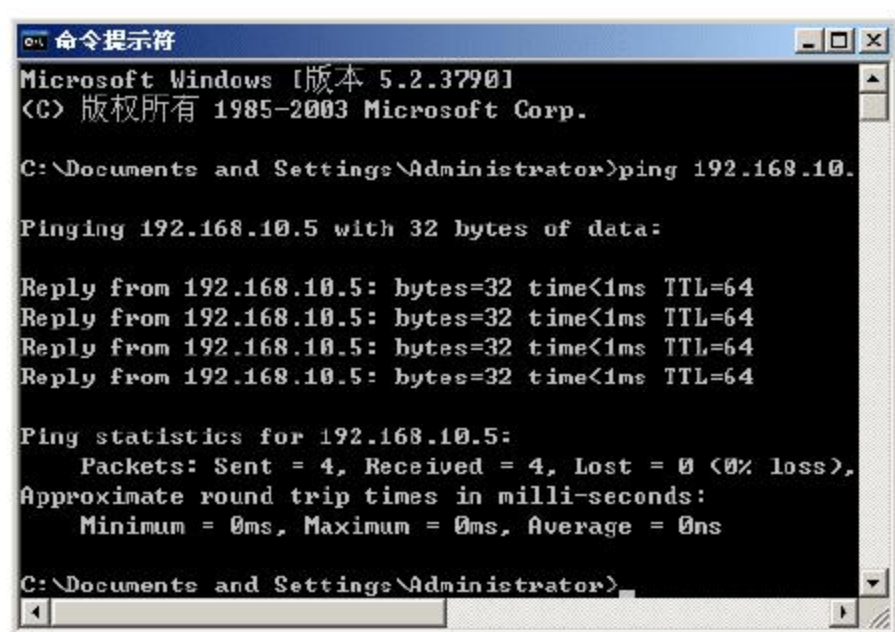 命令提示符
Microsoft Windows [版本 5.2.3790]
(C) 版权所有 1985-2003 Microsoft Corp.
C:\Documents and Settings\Administrator>ping 192.168.10.
Pinging 192.168.10.5 with 32 bytes of data:
Reply from 192.168.10.5: bytes=32 time<1ms TTL=64
Reply from 192.168.10.5: bytes=32 time<1ms TTL=64
Reply from 192.168.10.5: bytes=32 time<1ms TTL=64
Reply from 192.168.10.5: bytes=32 time<1ms TTL=64
Ping statistics for 192.168.10.5:
Packets: Sent = 4, Received = 4, Lost = 0 (0% loss),
Approximate round trip times in milli-seconds:
Minimum = 0ms, Maximum = 0ms, Average = 0ms
C:\Documents and Settings\Administrator>_